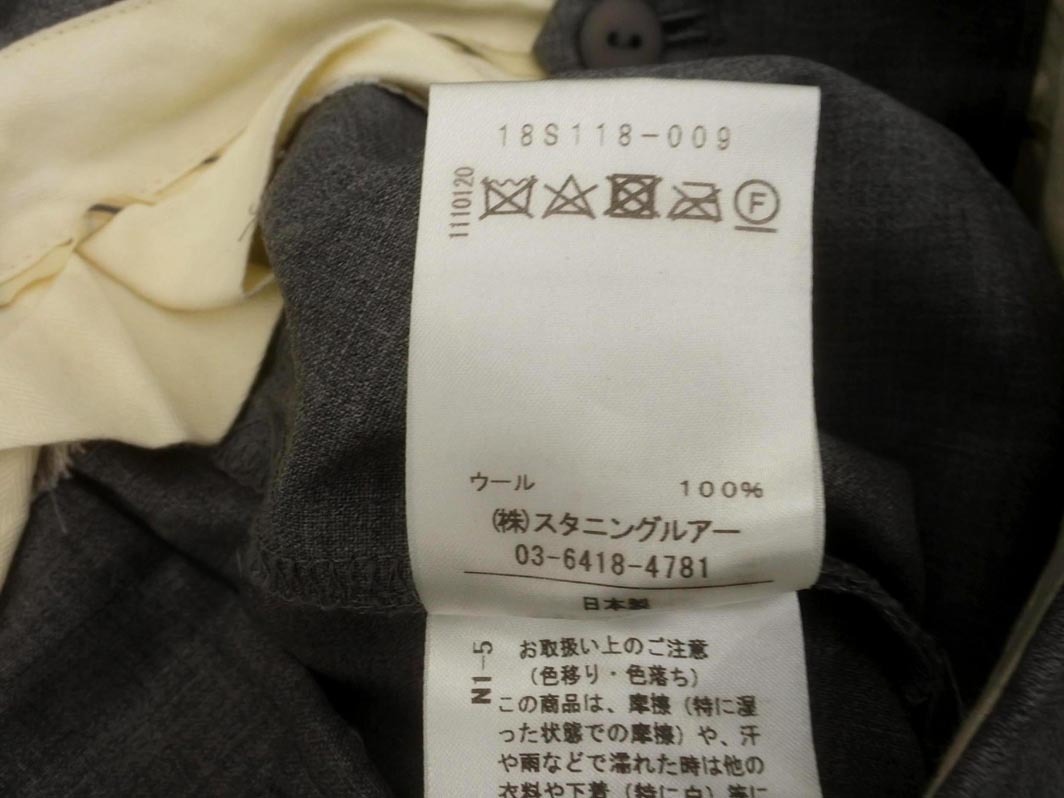 18S118-009
1110120
F
ウール 100%
(株)スタニングルアー
03-6418-4781
日本製
N1-5
お取扱い上のご注意
(色移り・色落ち)
この商品は、摩擦(特に湿
った状態での摩擦)や、汗
や雨などで濡れた時は他の
衣料や下着(特に白)等に